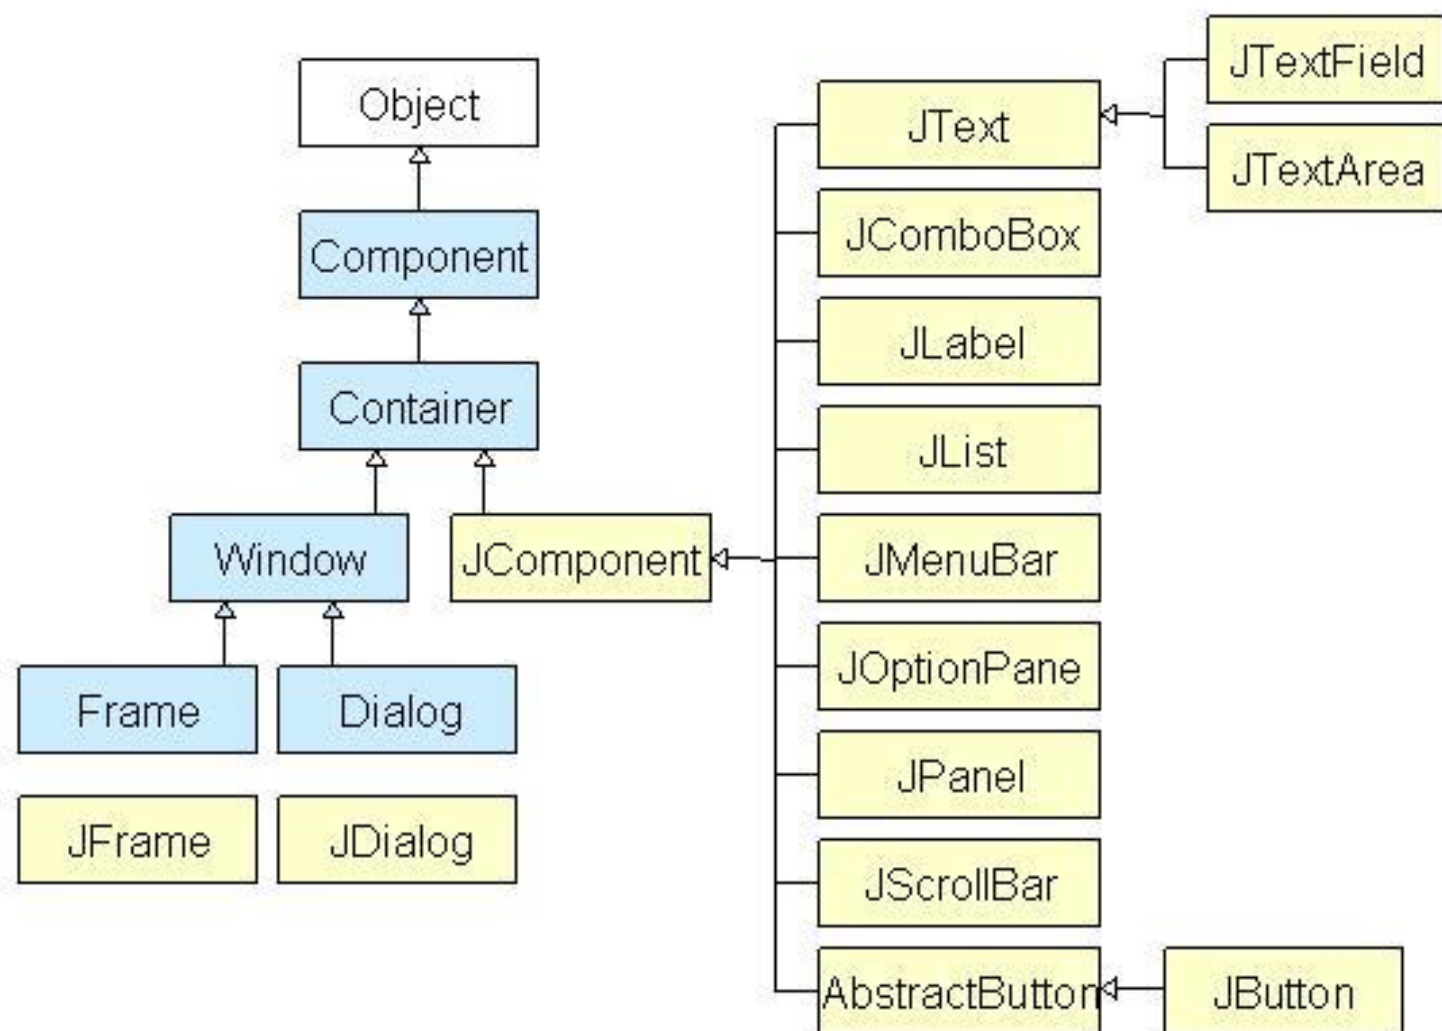 Object
Component
Container
Window
JComponent
Frame
Dialog
JFrame
JDialog
JText
JComboBox
JLabel
JList
JMenuBar
JOptionPane
JPanel
JScrollBar
AbstractButton
JTextField
JTextArea
JButton